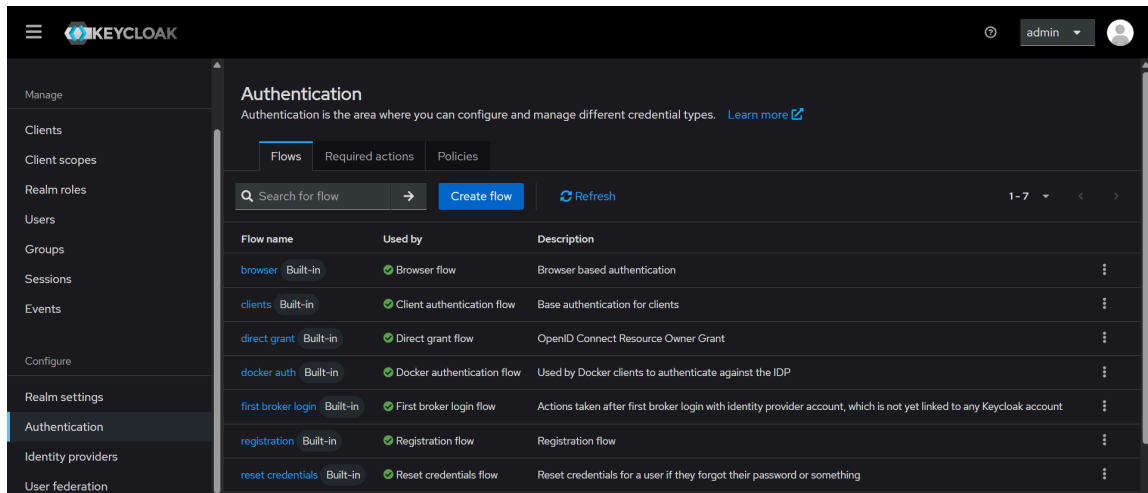 KEYCLOAK
admin
Manage
Clients
Client scopes
Realm roles
Users
Groups
Sessions
Events
Configure
Realm settings
Authentication
Identity providers
User federation
Authentication
Authentication is the area where you can configure and manage different credential types. Learn more
Flows Required actions Policies
Search for flow Create flow Refresh 1 - 7
Flow name Used by Description
browser Built-in Browser flow Browser based authentication
clients Built-in Client authentication flow Base authentication for clients
direct grant Built-in Direct grant flow OpenID Connect Resource Owner Grant
docker auth Built-in Docker authentication flow Used by Docker clients to authenticate against the IDP
first broker login Built-in First broker login flow Actions taken after first broker login with identity provider account, which is not yet linked to any Keycloak account
registration Built-in Registration flow Registration flow
reset credentials Built-in Reset credentials flow Reset credentials for a user if they forgot their password or something